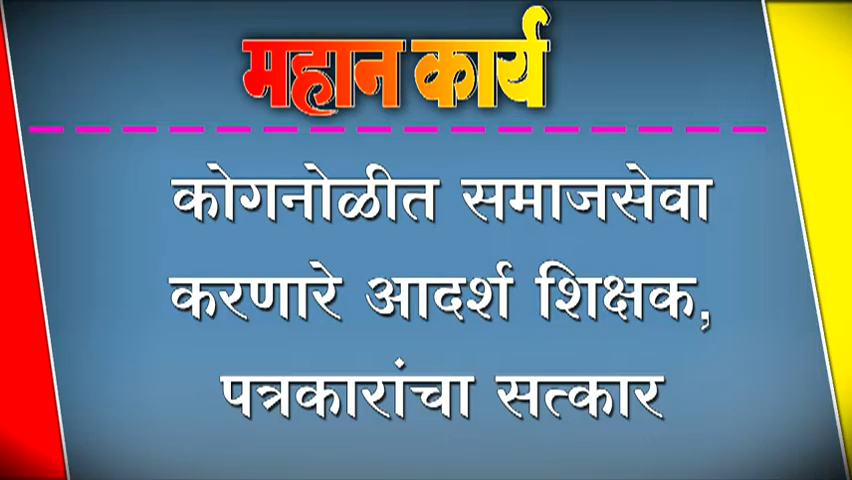 महान कार्य
कोगनोळीत समाजसेवा
करणारे आदर्श शिक्षक,
पत्रकारांचा सत्कार